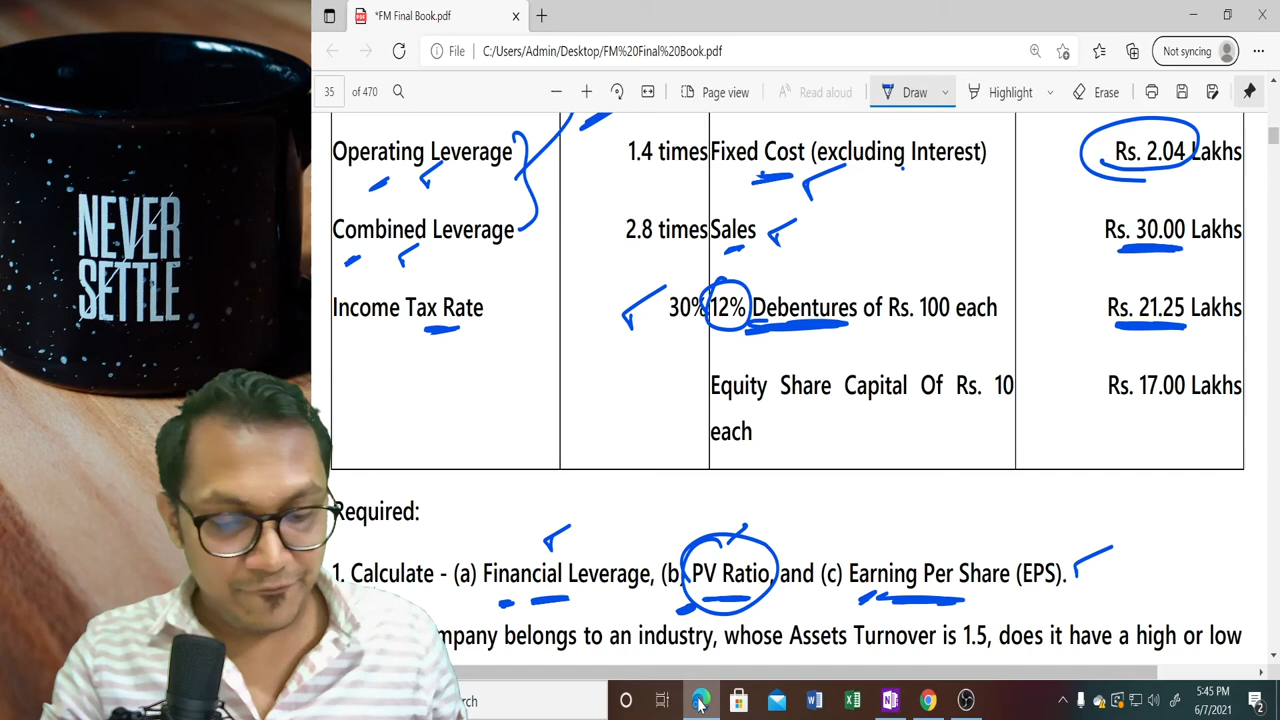 *FM Final Book.pdf
File C:/Users/Admin/Desktop/FM%20Final%20Book.pdf Not syncing
35 of 470 Page view Read aloud Draw Highlight Erase
Operating Leverage 1.4 times Fixed Cost (excluding Interest) Rs. 2.04 Lakhs
Combined Leverage 2.8 times Sales Rs. 30.00 Lakhs
Income Tax Rate 30% 12% Debentures of Rs. 100 each Rs. 21.25 Lakhs
Equity Share Capital Of Rs. 10 Rs. 17.00 Lakhs
each
Required:
1. Calculate - (a) Financial Leverage, (b) PV Ratio, and (c) Earning Per Share (EPS).
mpany belongs to an industry, whose Assets Turnover is 1.5, does it have a high or low
NEVER
SETTLE
rch
5:45 PM
6/7/2021
2